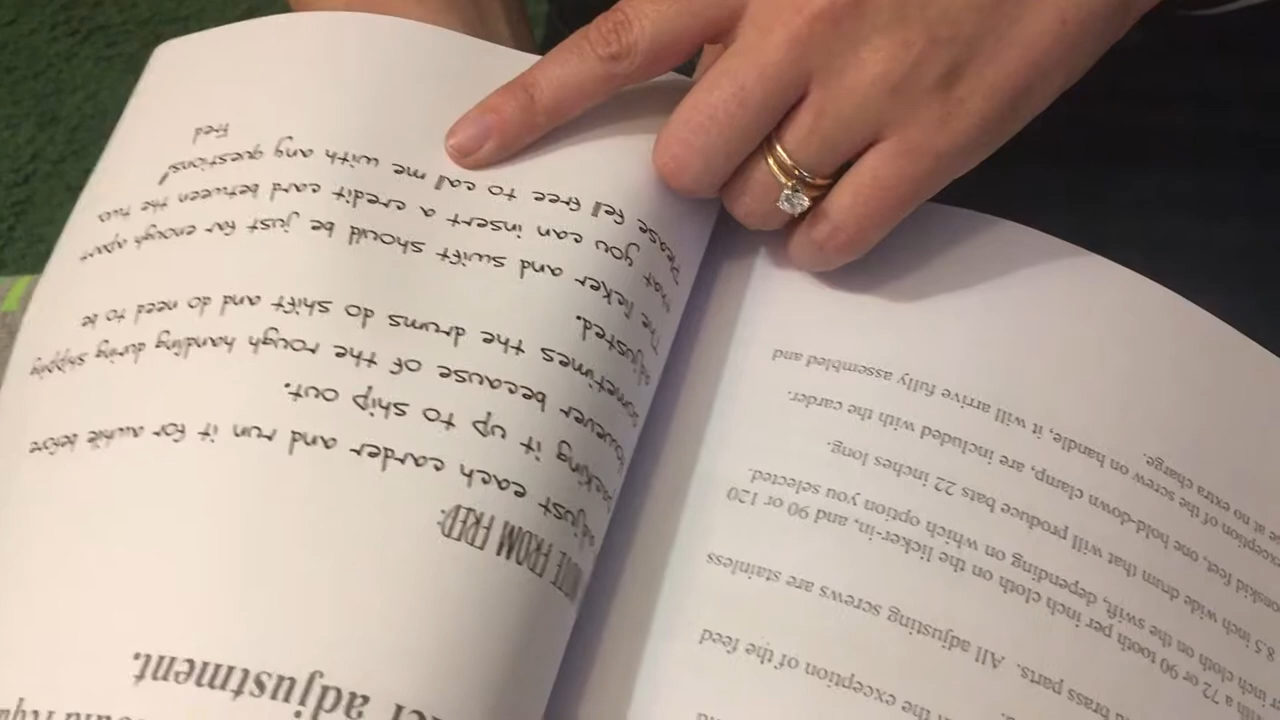 the exception of the feed
brass parts. All adjusting screws are stainless
with a 72 or 90 tooth per inch cloth on the licker-in, and 90 or 120
inch cloth on the swift, depending on which option you selected.
8.5 inch wide drum that will produce bats 22 inches long.
nonskid feet, one hold-down clamp, are included with the carder.
exception of the screw on handle, it will arrive fully assembled and
at no extra charge.
adjustment.
NOTE FROM FRED:
adjust each carder and run it for awhile before
packing it up to ship out.
However because of the rough handling during shipping
sometimes the drums do shift and do need to be
adjusted.
The licker and swift should be just far enough apart
that you can insert a credit card between the two
Please fell free to call me with any questions!
Fred